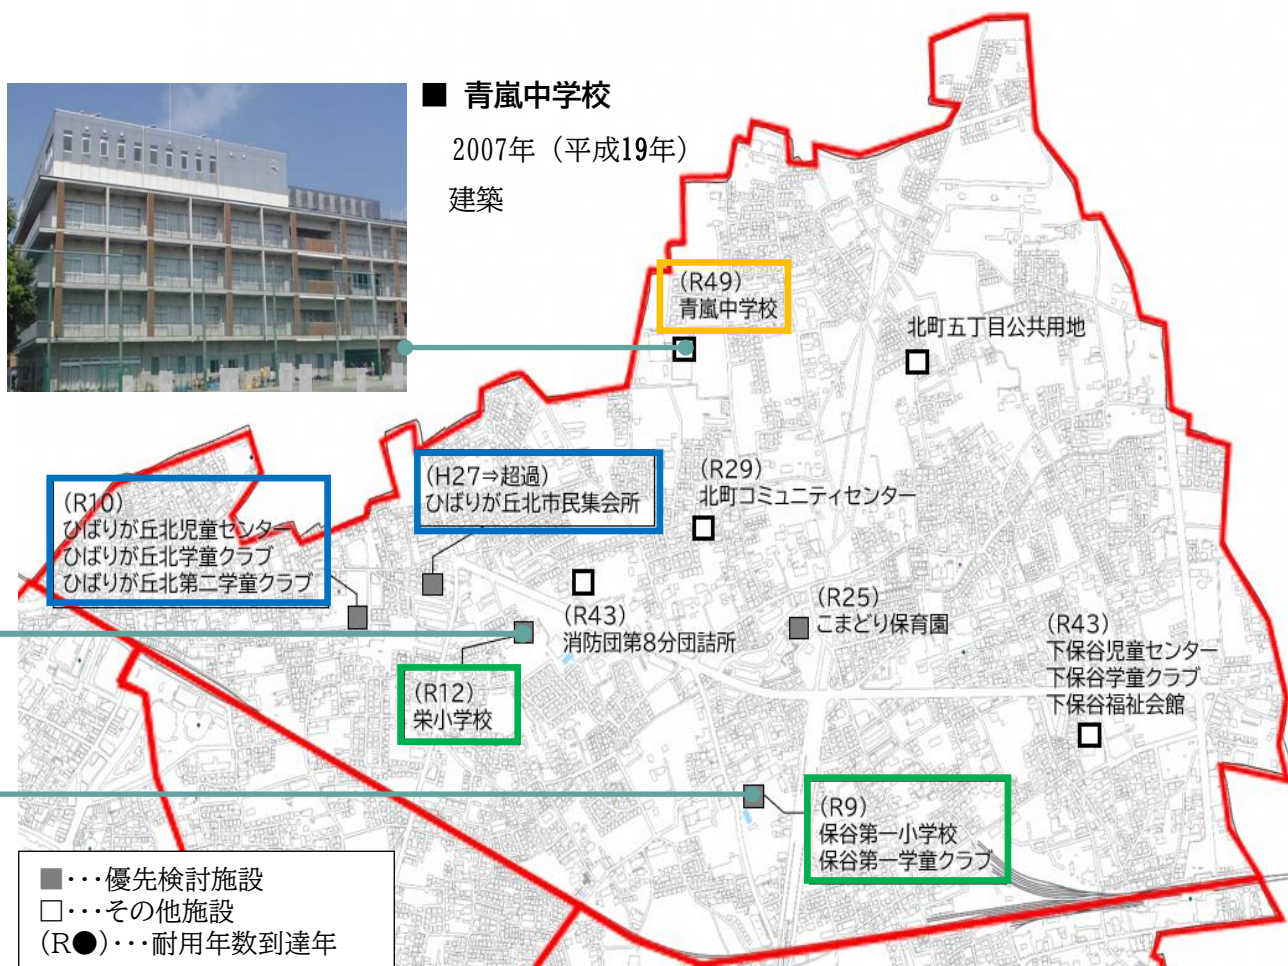 ■ 青嵐中学校
2007年（平成19年）
建築
(R49)
青嵐中学校
北町五丁目公共用地
(H27⇒超過)
ひばりが丘北市民集会所
(R29)
北町コミュニティセンター
(R10)
ひばりが丘北児童センター
ひばりが丘北学童クラブ
ひばりが丘北第二学童クラブ
(R43)
消防団第8分団詰所
(R25)
こまどり保育園
(R43)
下保谷児童センター
下保谷学童クラブ
下保谷福祉会館
(R12)
栄小学校
(R9)
保谷第一小学校
保谷第一学童クラブ
■･･･優先検討施設
□･･･その他施設
(R●)･･･耐用年数到達年